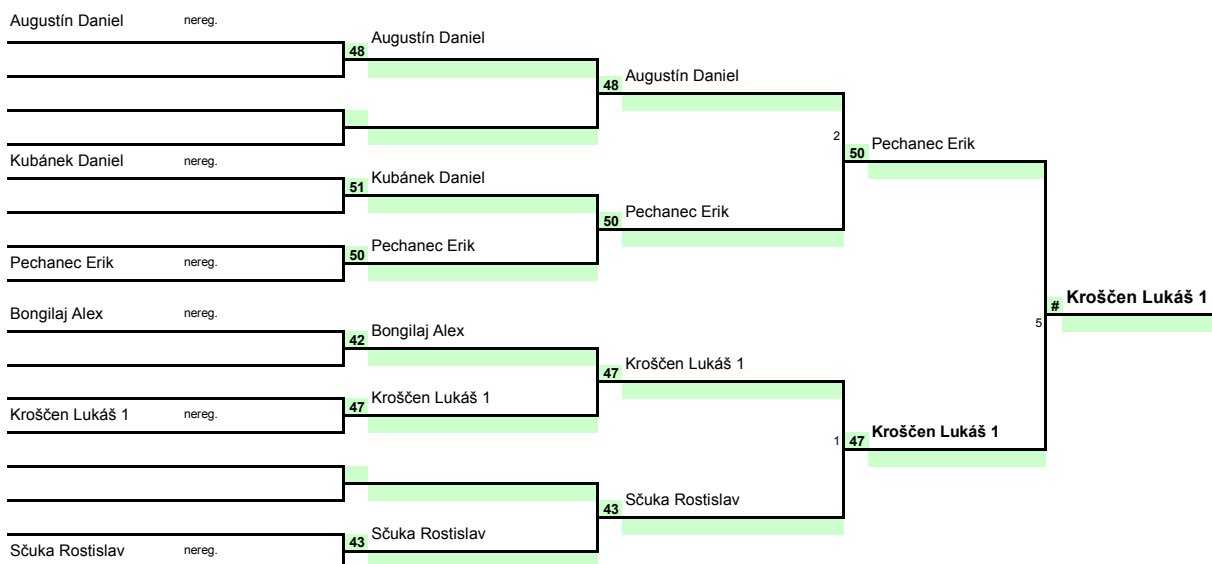 Augustín Daniel nereg.
48 Augustín Daniel
48 Augustín Daniel
2
50 Pechanec Erik
Kubánek Daniel nereg.
51 Kubánek Daniel
50 Pechanec Erik
50 Pechanec Erik
Pechanec Erik nereg.
# Kroščen Lukáš 1
5
Bongilaj Alex nereg.
42 Bongilaj Alex
47 Kroščen Lukáš 1
47 Kroščen Lukáš 1
Kroščen Lukáš 1 nereg.
1
47 Kroščen Lukáš 1
43 Sčuka Rostislav
43 Sčuka Rostislav
Sčuka Rostislav nereg.